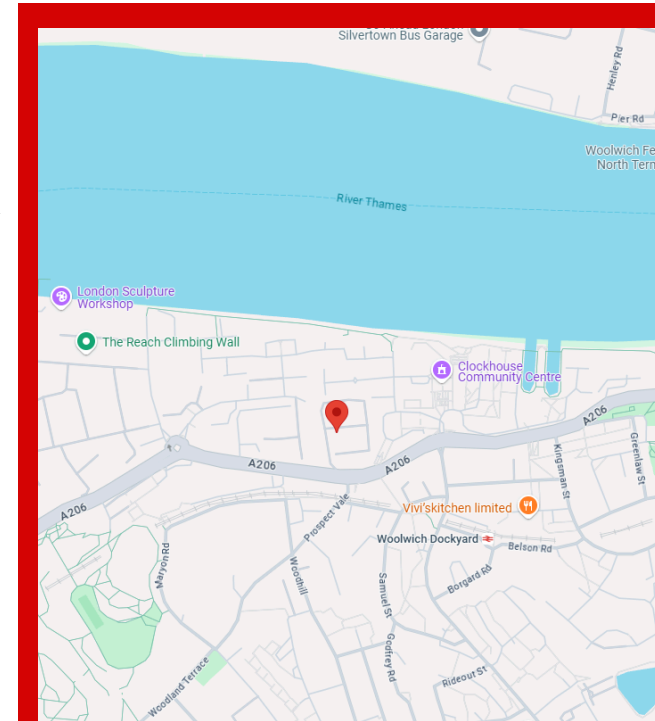 Silvertown Bus Garage
Henley Rd
Pier Rd
Woolwich Fe
North Tern
River Thames
London Sculpture
Workshop
The Reach Climbing Wall
Clockhouse
Community Centre
A206
A206
A206
A206
Kingsman St
Greenlaw St
Vivi'skitchen limited
Prospect Vale
Woolwich Dockyard
Belson Rd
Maryon Rd
Woodhill
Samuel St
Borgard Rd
Godfrey Rd
Rideout St
Woodland Terrace